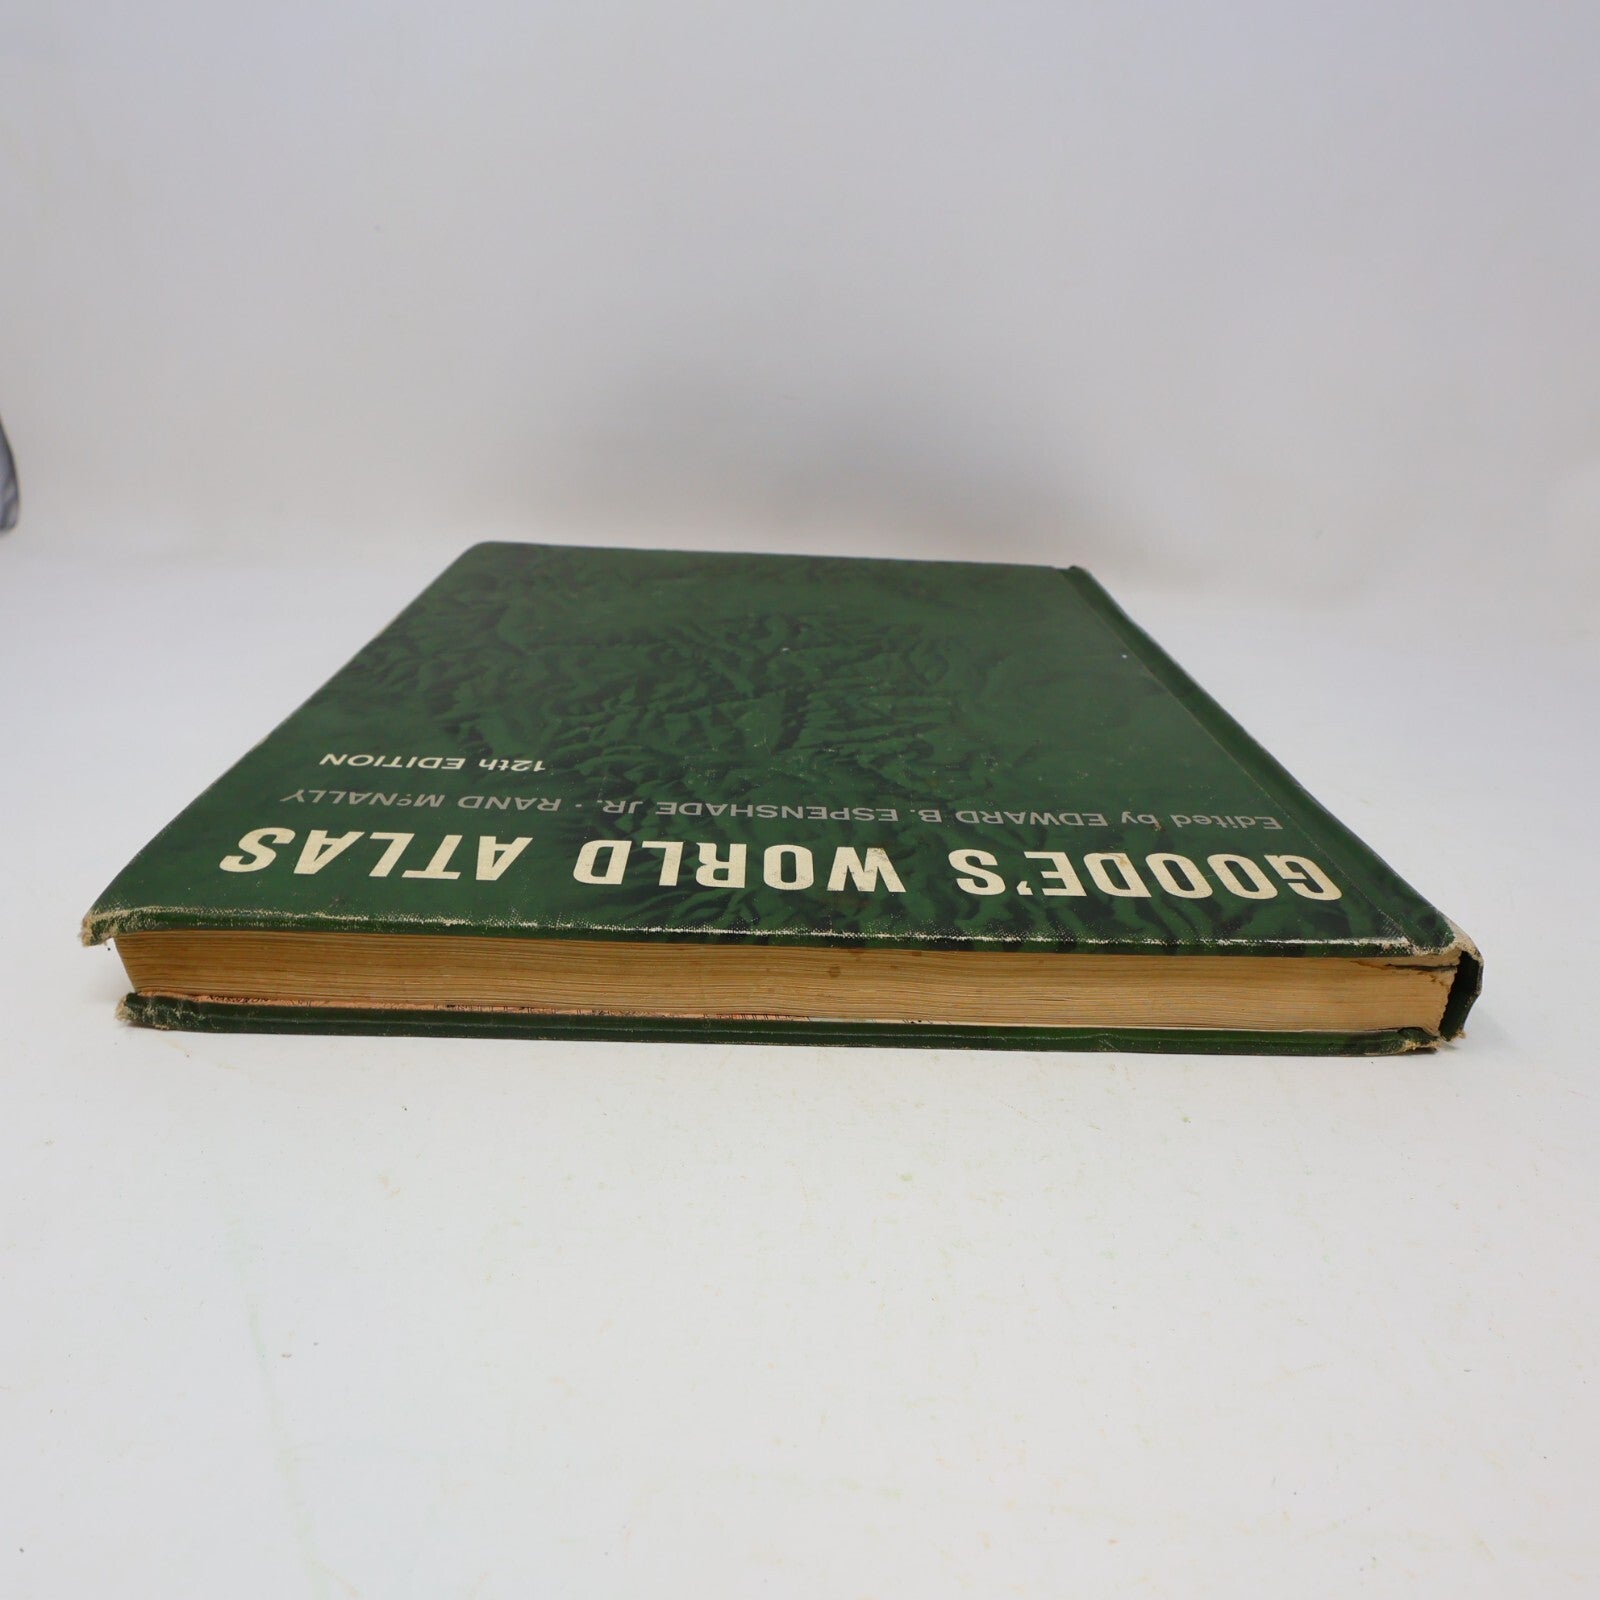 GOODE'S WORLD ATLAS
Edited by EDWARD B. ESPENSHADE JR. · RAND McNALLY
12th EDITION